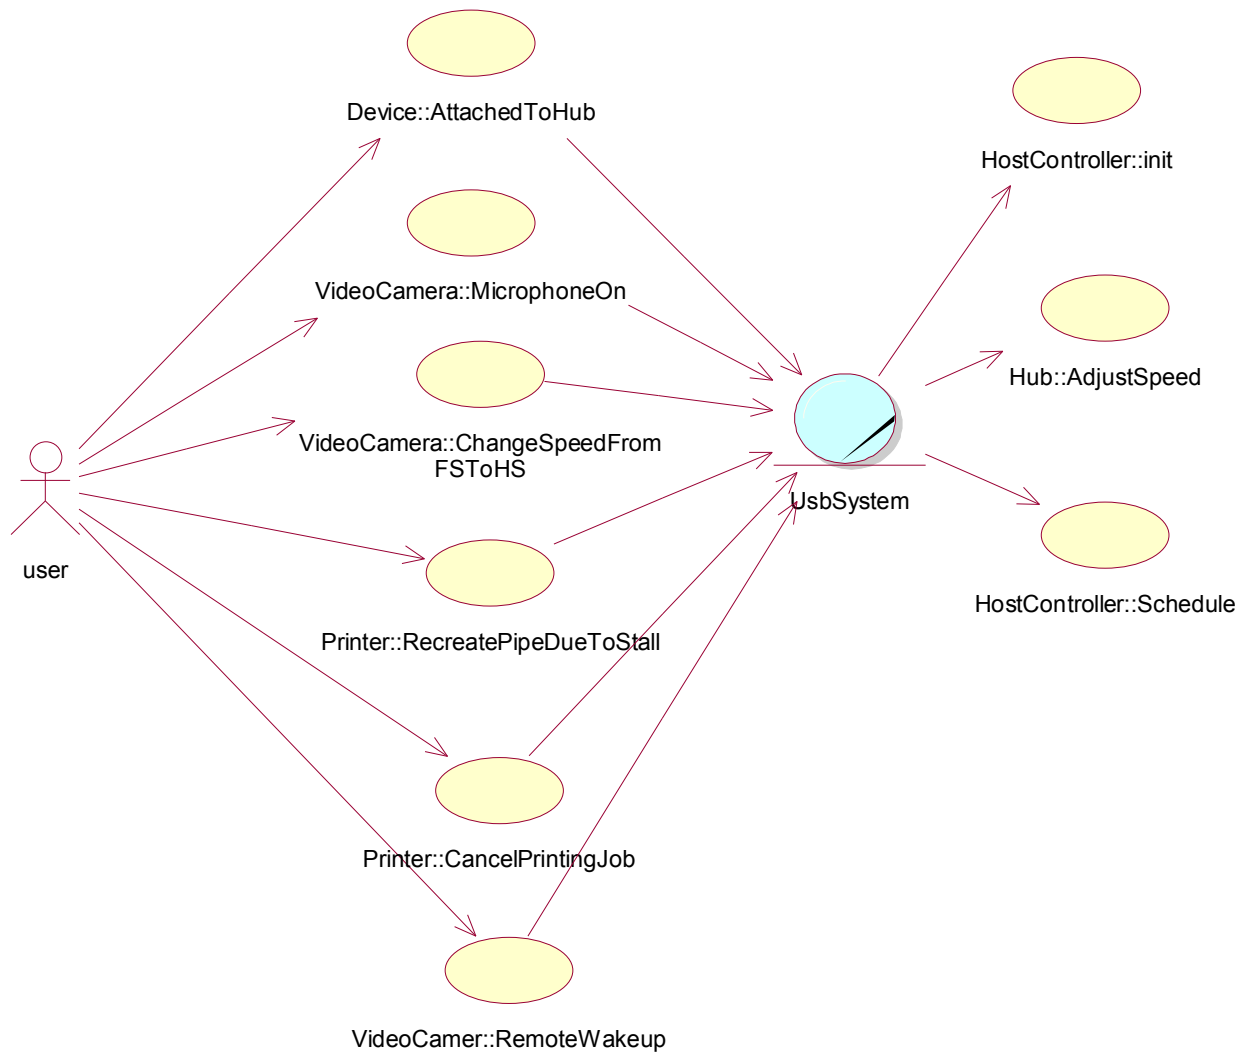 Device::AttachedToHub
HostController::init
VideoCamera::MicrophoneOn
Hub::AdjustSpeed
VideoCamera::ChangeSpeedFrom
FSToHS
UsbSystem
user
HostController::Schedule
Printer::RecreatePipeDueToStall
Printer::CancelPrintingJob
VideoCamer::RemoteWakeup